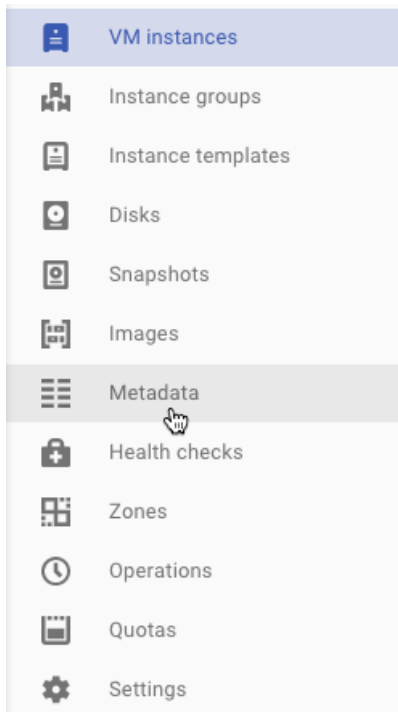 VM instances
Instance groups
Instance templates
Disks
Snapshots
Images
Metadata
Health checks
Zones
Operations
Quotas
Settings